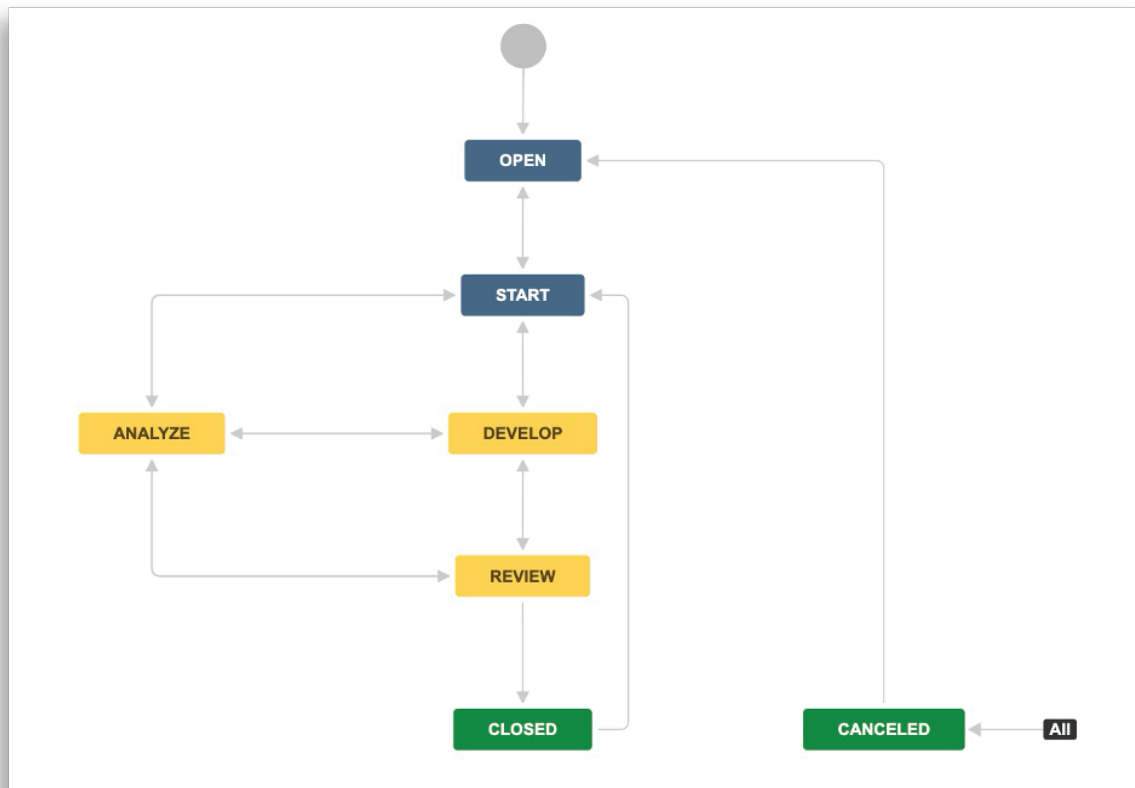 OPEN
START
ANALYZE
DEVELOP
REVIEW
CLOSED
CANCELED
All